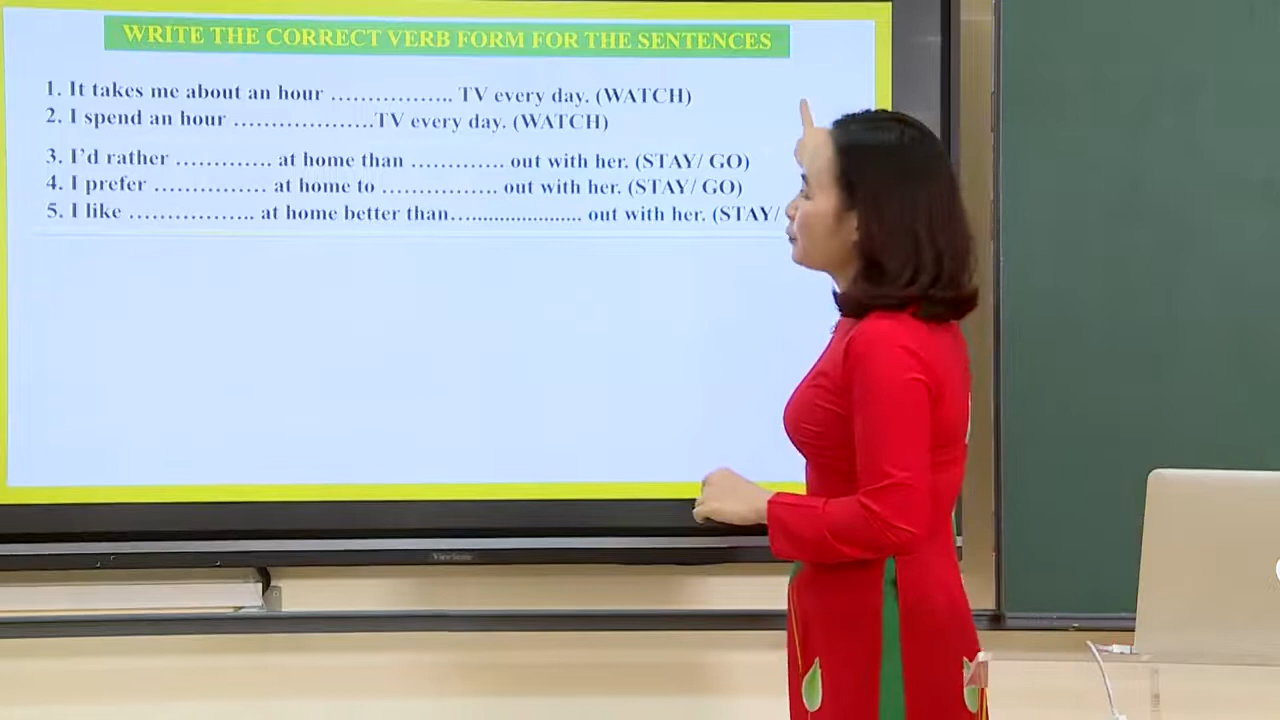 WRITE THE CORRECT VERB FORM FOR THE SENTENCES
1. It takes me about an hour …………….. TV every day. (WATCH)
2. I spend an hour ……………….TV every day. (WATCH)
3. I’d rather …………. at home than …………. out with her. (STAY/ GO)
4. I prefer …………… at home to ……………. out with her. (STAY/ GO)
5. I like …………….. at home better than…...................... out with her. (STAY/
ViewSonic